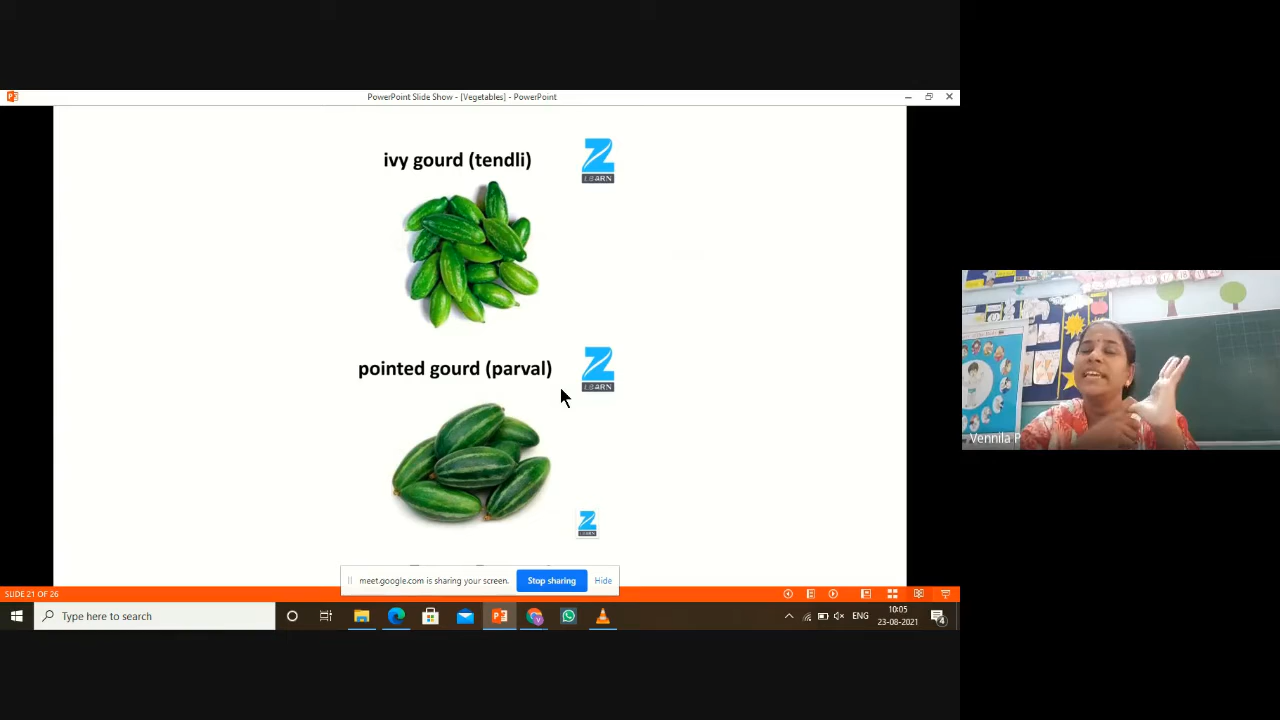 PowerPoint Slide Show - [Vegetables] - PowerPoint
ivy gourd (tendli)
Z
LEARN
pointed gourd (parval)
Z
LEARN
Z
LEARN
Vennila P
meet.google.com is sharing your screen.
Stop sharing
Hide
SLIDE 21 OF 26
Type here to search
ENG
10:05
23-08-2021
4